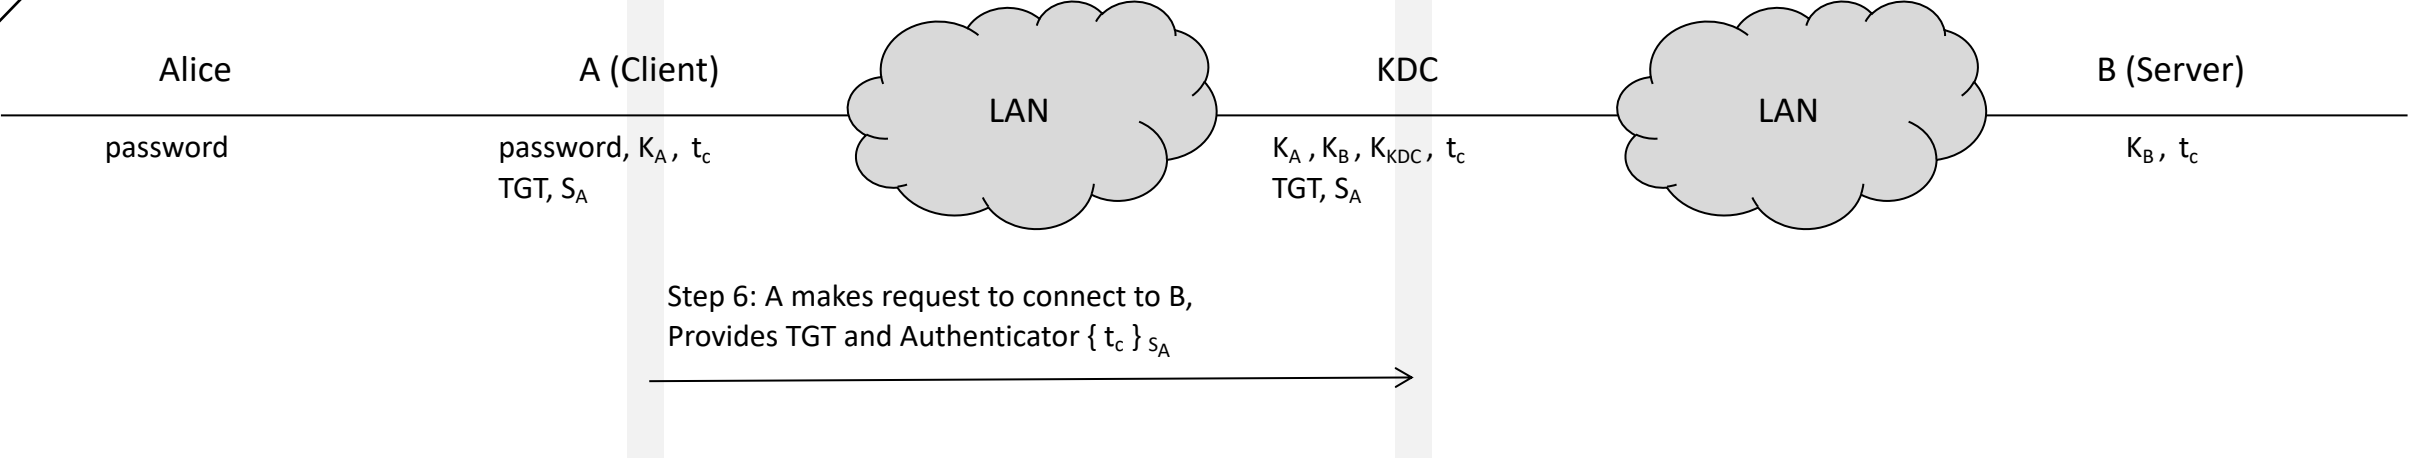 Alice
A (Client)
LAN
KDC
LAN
B (Server)
password
password, K_A , t_c
TGT, S_A
K_A , K_B , K_KDC , t_c
TGT, S_A
K_B , t_c
Step 6: A makes request to connect to B,
Provides TGT and Authenticator { t_c } S_A